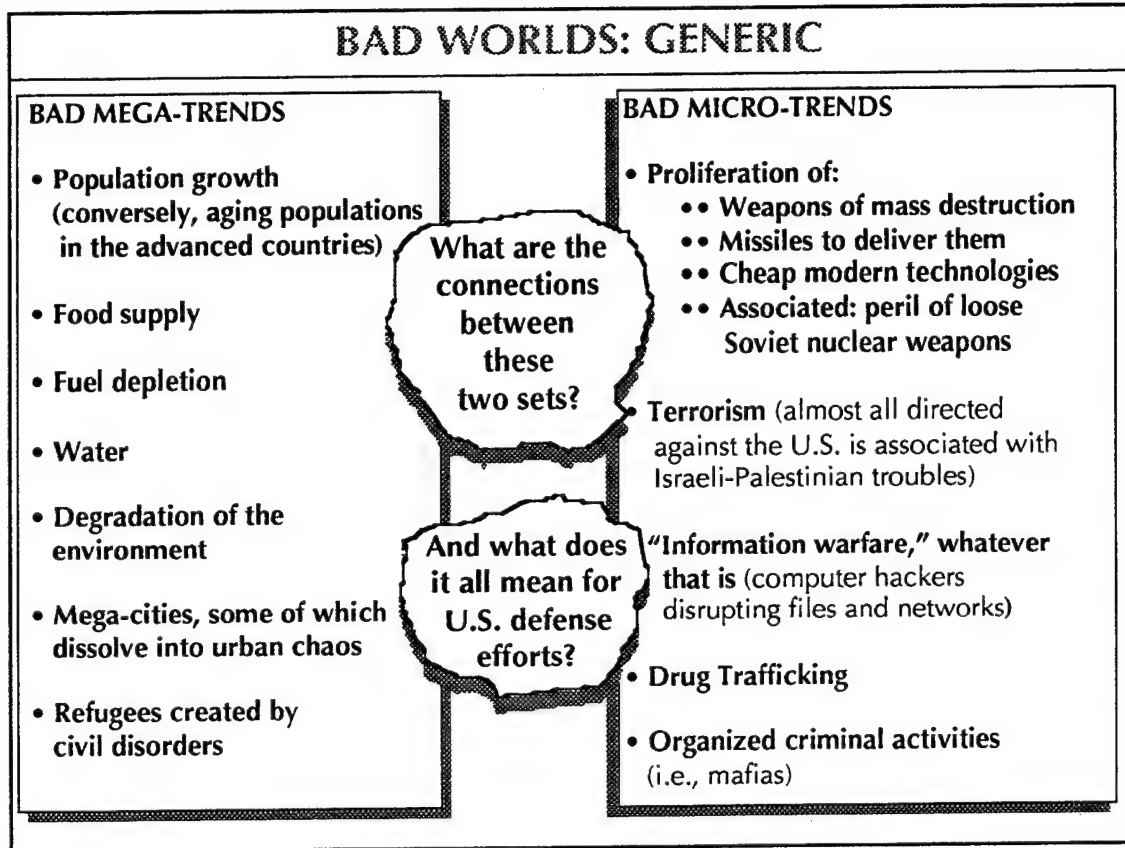 BAD WORLDS: GENERIC
BAD MEGA-TRENDS
• Population growth
(conversely, aging populations
in the advanced countries)
• Food supply
• Fuel depletion
• Water
• Degradation of the
environment
• Mega-cities, some of which
dissolve into urban chaos
• Refugees created by
civil disorders
What are the
connections
between
these
two sets?
And what does
it all mean for
U.S. defense
efforts?
BAD MICRO-TRENDS
• Proliferation of:
•• Weapons of mass destruction
•• Missiles to deliver them
•• Cheap modern technologies
•• Associated: peril of loose
Soviet nuclear weapons
• Terrorism (almost all directed
against the U.S. is associated with
Israeli-Palestinian troubles)
"Information warfare," whatever
that is (computer hackers
disrupting files and networks)
• Drug Trafficking
• Organized criminal activities
(i.e., mafias)